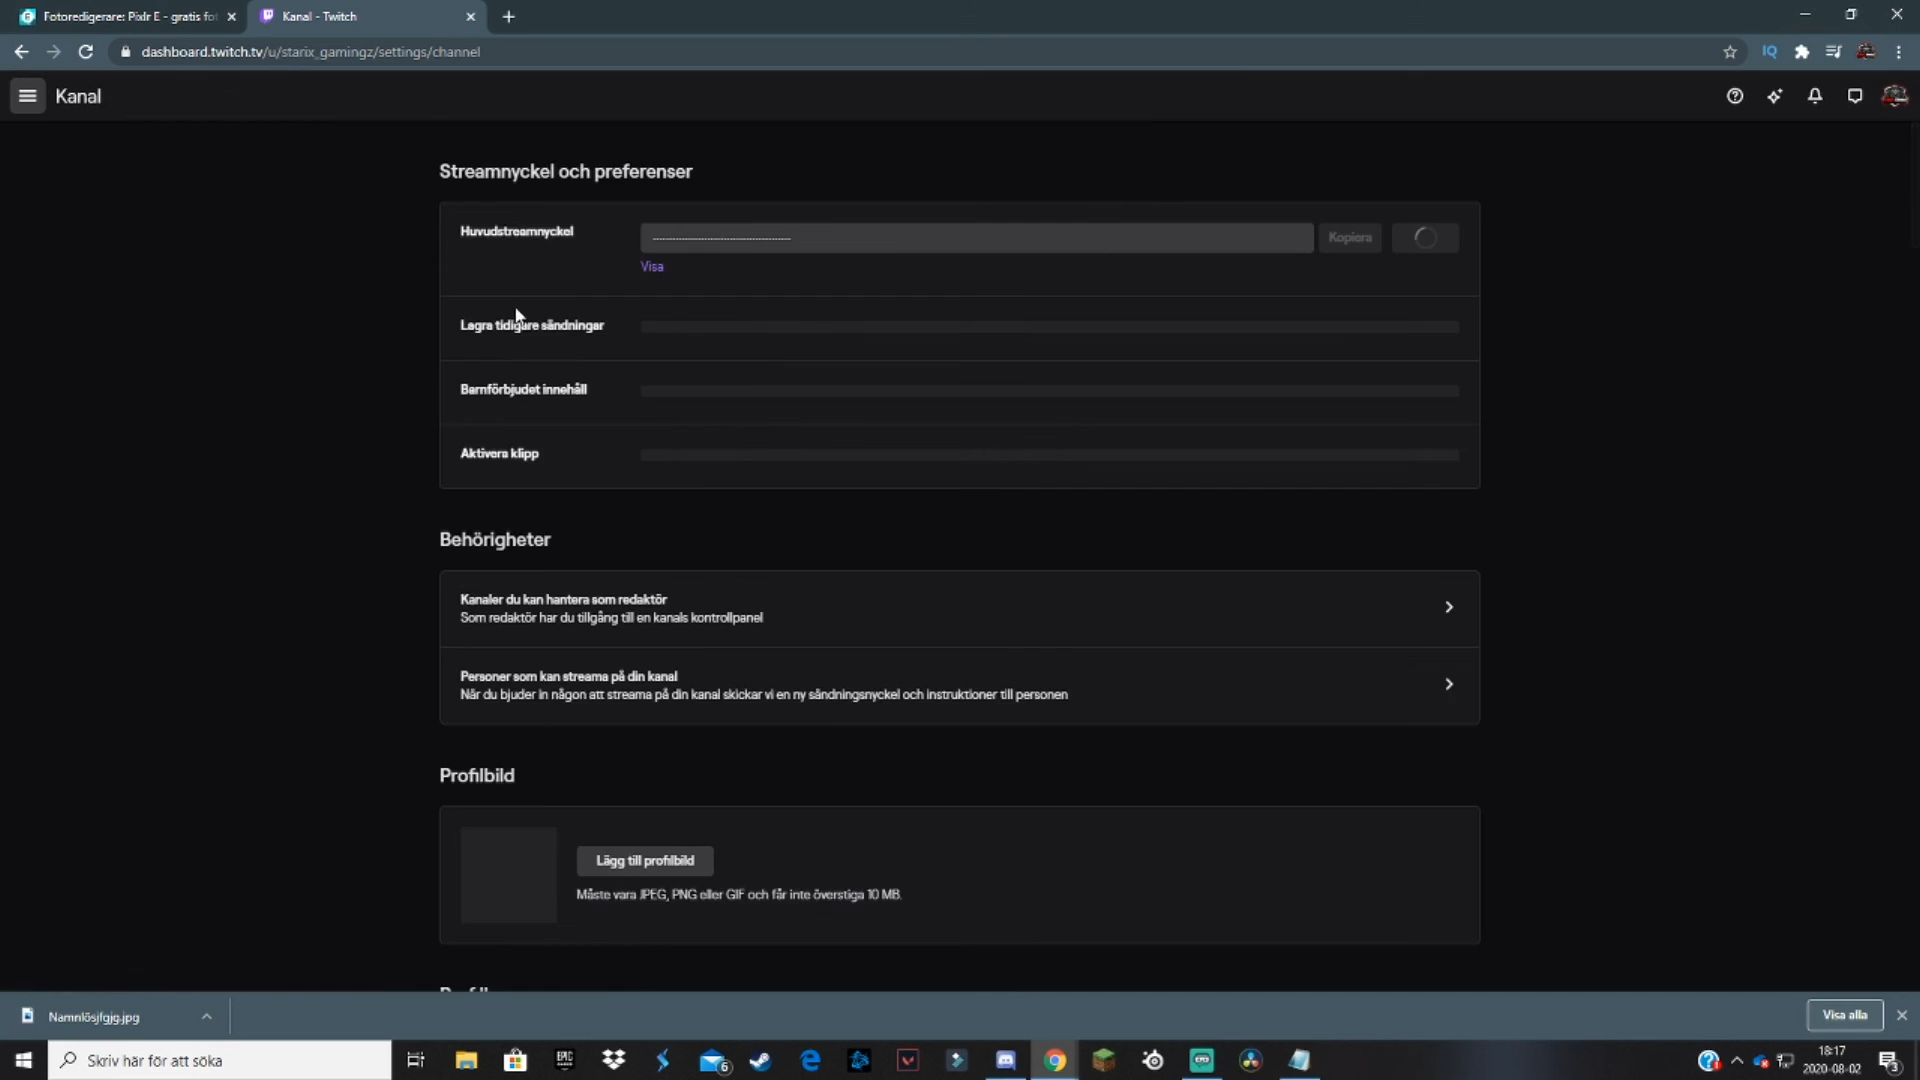 Fotoredigerare: Pixlr E - gratis fot
Kanal - Twitch
dashboard.twitch.tv/u/starix_gamingz/settings/channel
IQ
Kanal
Streamnyckel och preferenser
Huvudstreamnyckel
Kopiera
Visa
Lagra tidigare sändningar
Barnförbjudet innehåll
Aktivera klipp
Behörigheter
Kanaler du kan hantera som redaktör
Som redaktör har du tillgång till en kanals kontrollpanel
Personer som kan streama på din kanal
När du bjuder in någon att streama på din kanal skickar vi en ny sändningsnyckel och instruktioner till personen
Profilbild
Lägg till profilbild
Måste vara JPEG, PNG eller GIF och får inte överstiga 10 MB.
Namnlösjfgjg.jpg
Visa alla
Skriv här för att söka
EPIC
6
18:17
2020-08-02
3